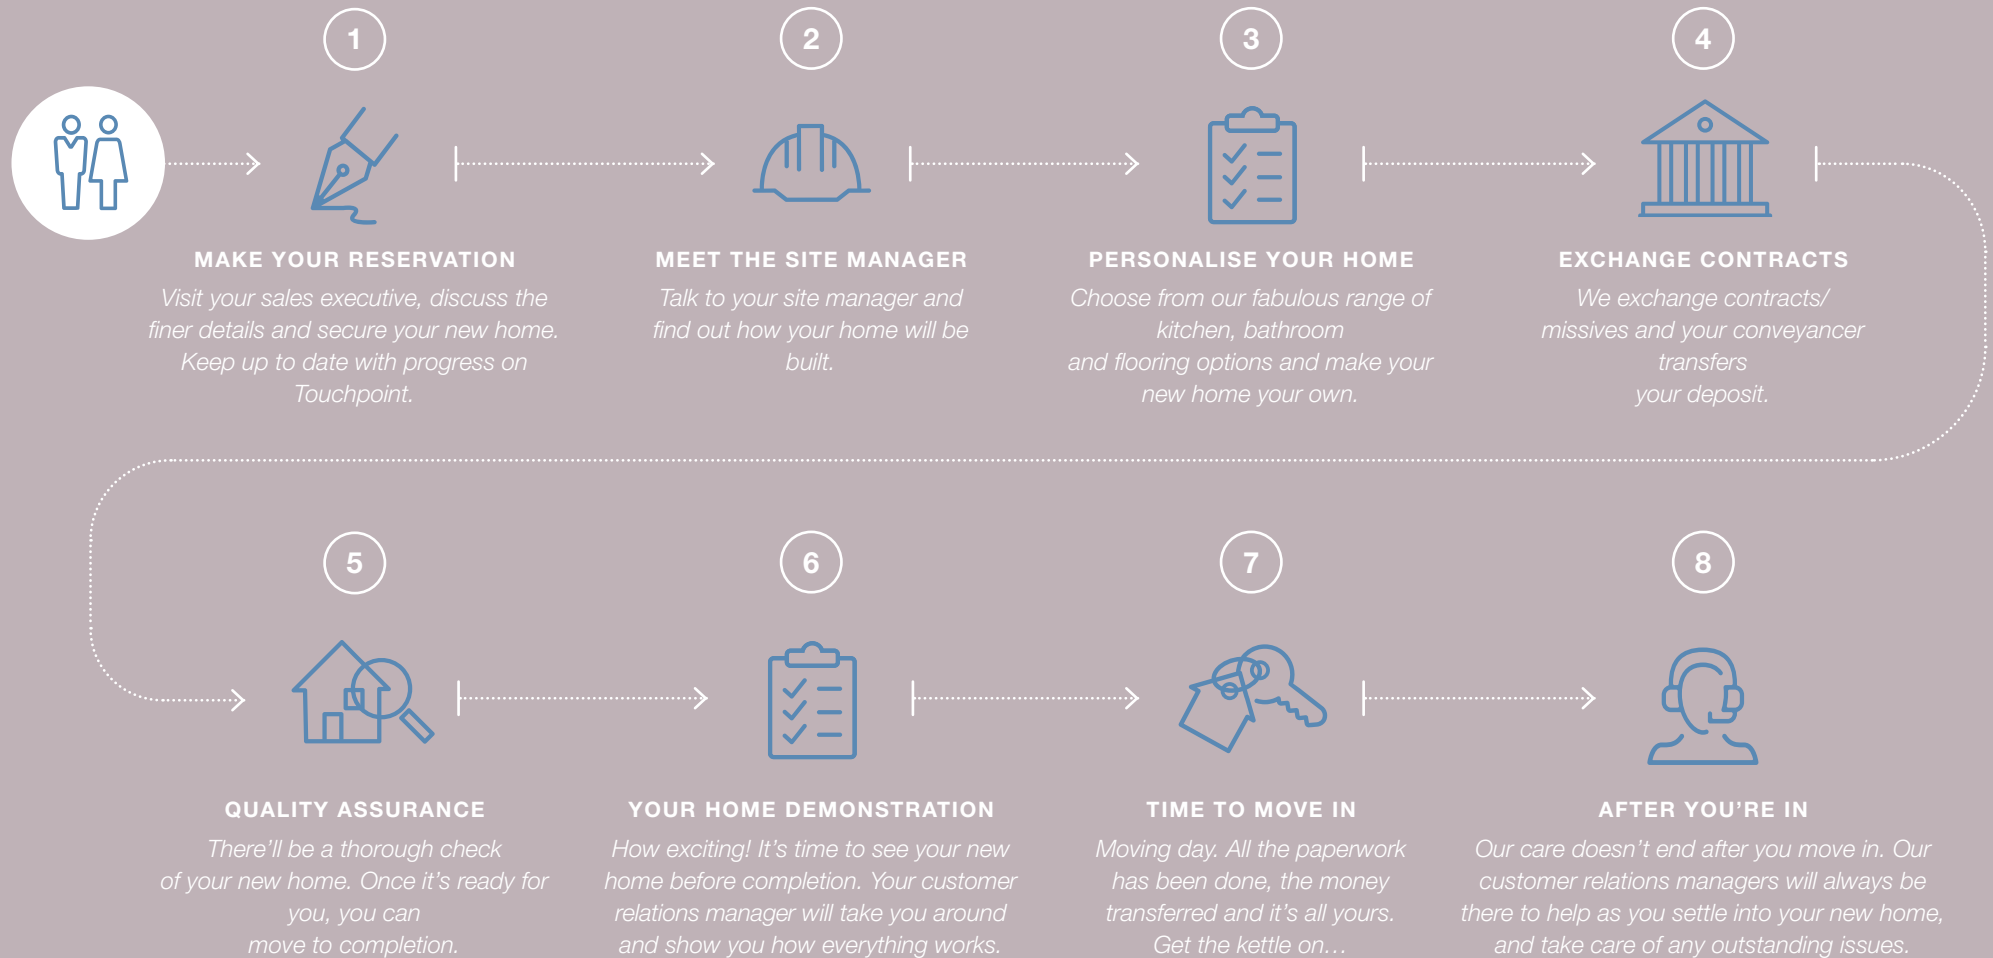 1
MAKE YOUR RESERVATION
Visit your sales executive, discuss the
finer details and secure your new home.
Keep up to date with progress on
Touchpoint.
2
MEET THE SITE MANAGER
Talk to your site manager and
find out how your home will be
built.
3
PERSONALISE YOUR HOME
Choose from our fabulous range of
kitchen, bathroom
and flooring options and make your
new home your own.
4
EXCHANGE CONTRACTS
We exchange contracts/
missives and your conveyancer
transfers
your deposit.
5
QUALITY ASSURANCE
There’ll be a thorough check
of your new home. Once it’s ready for
you, you can
move to completion.
6
YOUR HOME DEMONSTRATION
How exciting! It’s time to see your new
home before completion. Your customer
relations manager will take you around
and show you how everything works.
7
TIME TO MOVE IN
Moving day. All the paperwork
has been done, the money
transferred and it’s all yours.
Get the kettle on…
8
AFTER YOU’RE IN
Our care doesn’t end after you move in. Our
customer relations managers will always be
there to help as you settle into your new home,
and take care of any outstanding issues.